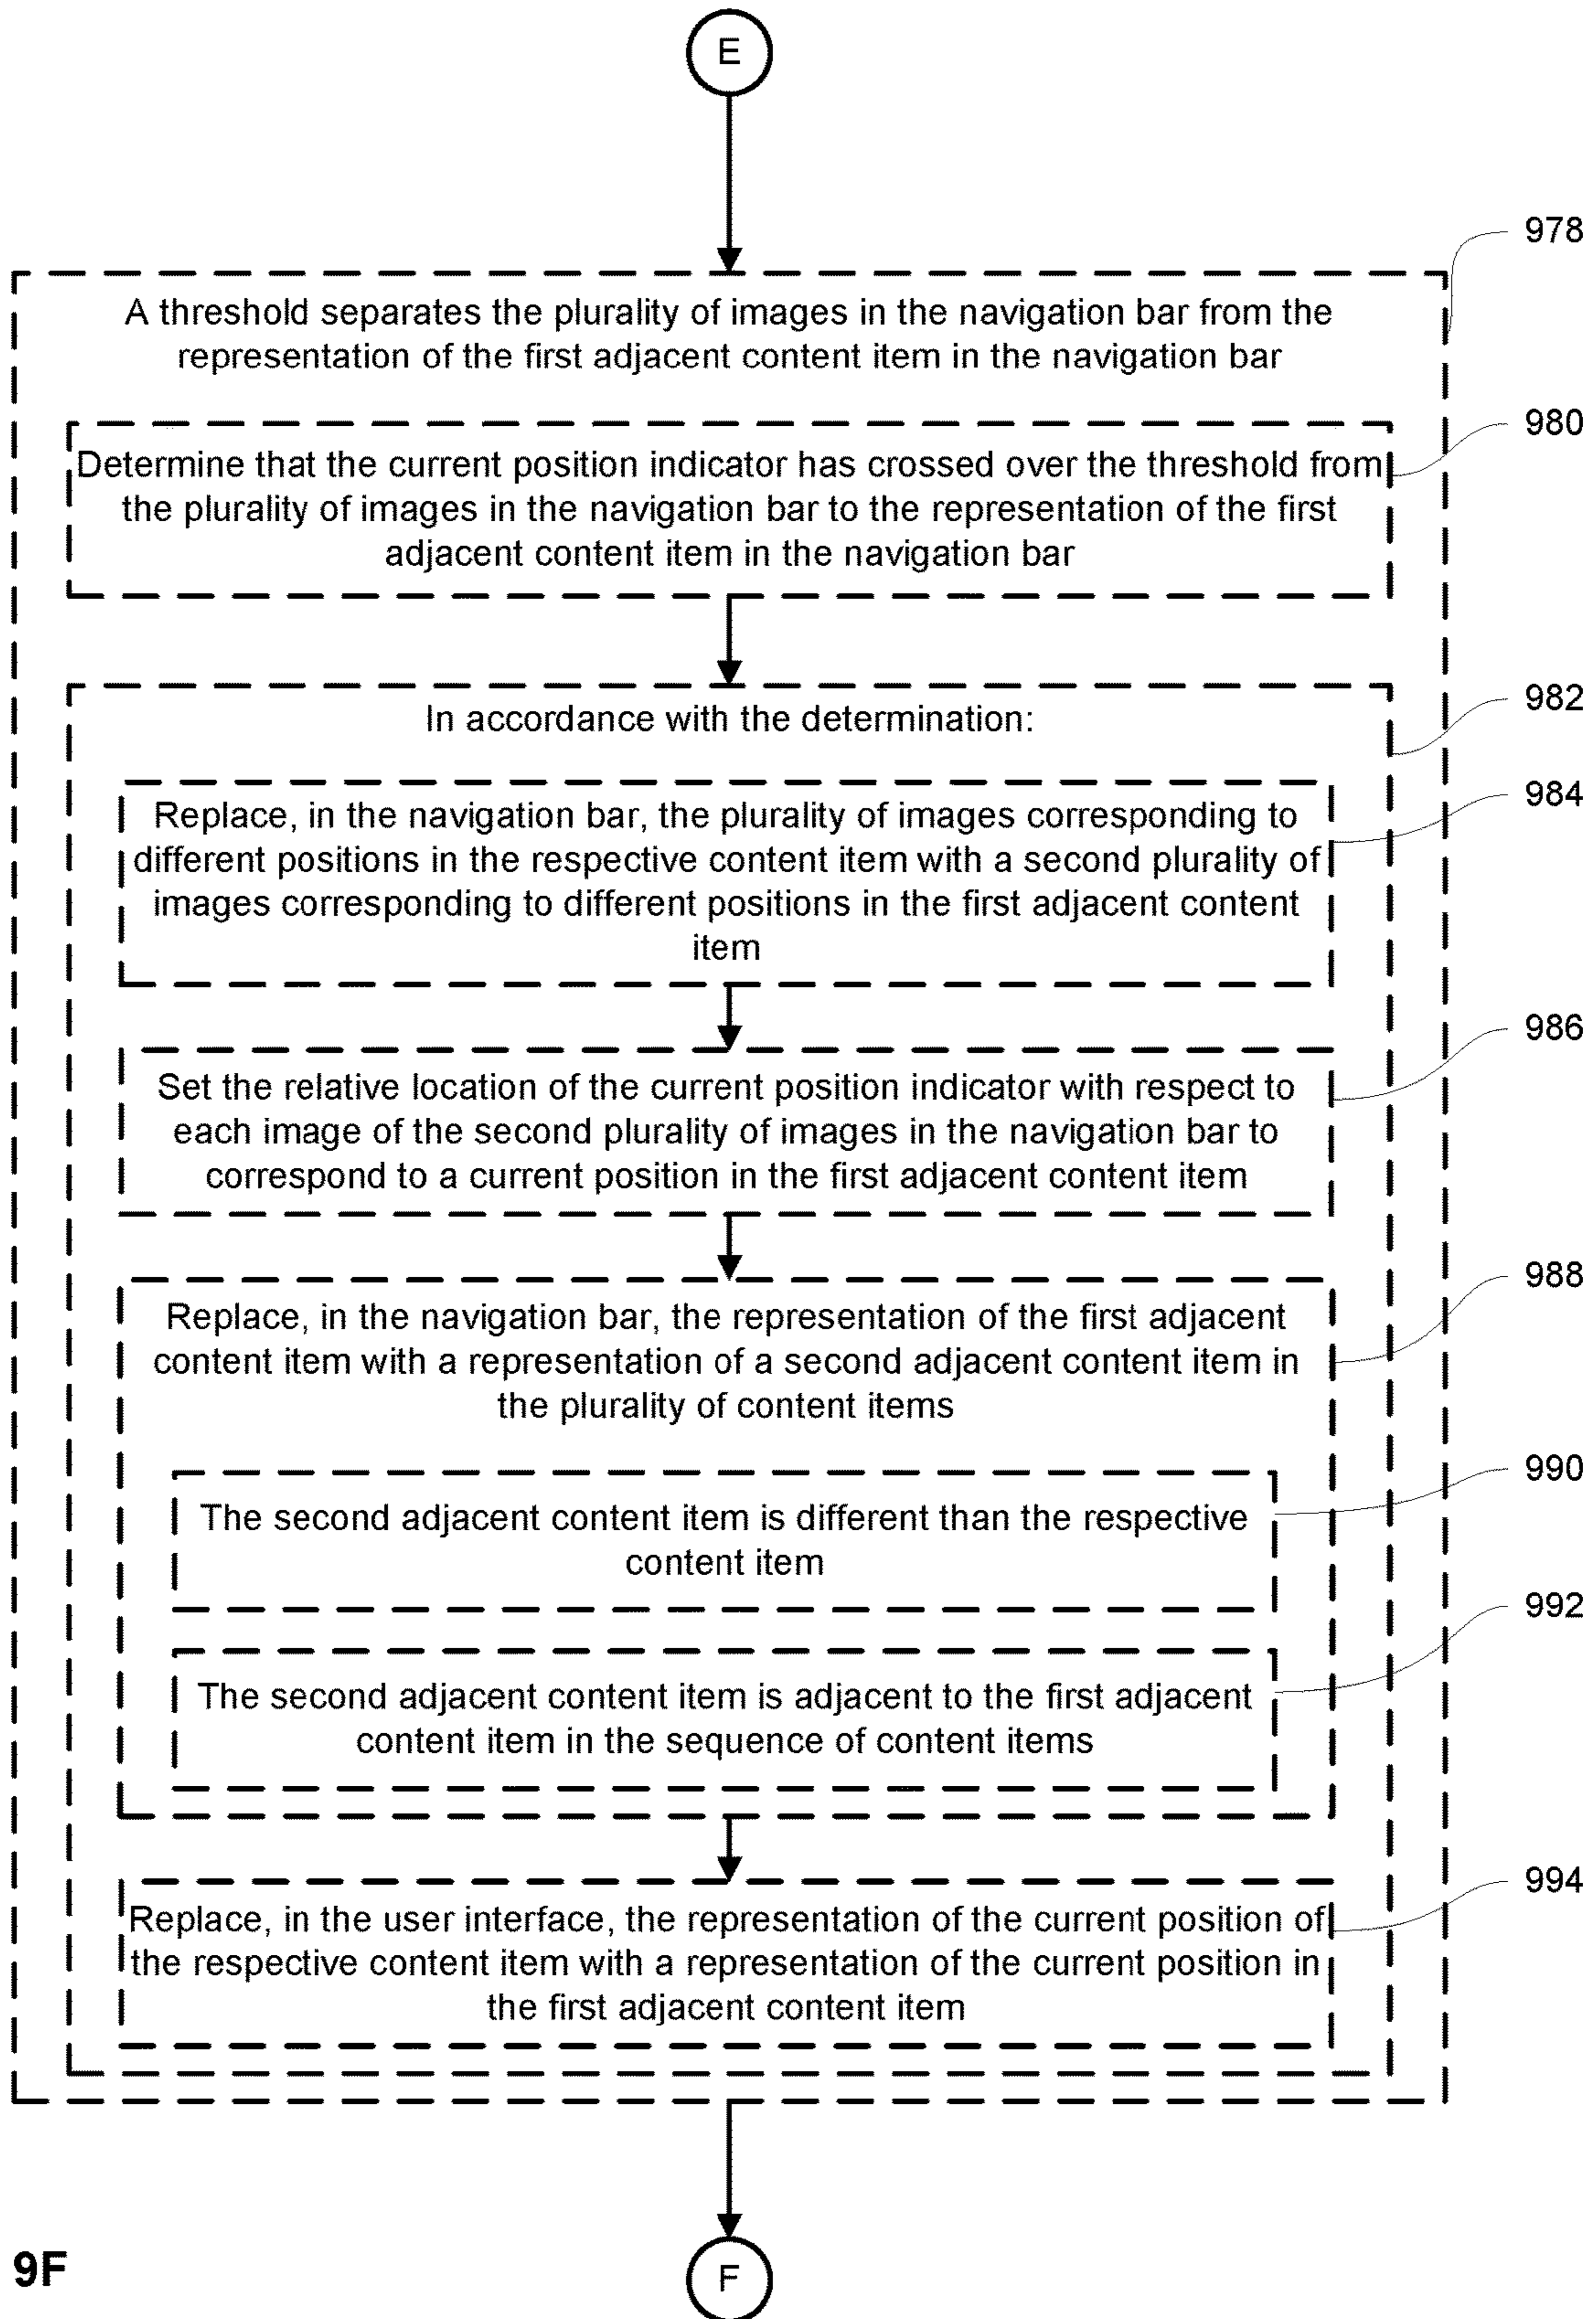 E
978
A threshold separates the plurality of images in the navigation bar from the
representation of the first adjacent content item in the navigation bar
980
Determine that the current position indicator has crossed over the threshold from
the plurality of images in the navigation bar to the representation of the first
adjacent content item in the navigation bar
982
In accordance with the determination:
984
Replace, in the navigation bar, the plurality of images corresponding to
different positions in the respective content item with a second plurality of
images corresponding to different positions in the first adjacent content
item
986
Set the relative location of the current position indicator with respect to
each image of the second plurality of images in the navigation bar to
correspond to a current position in the first adjacent content item
988
Replace, in the navigation bar, the representation of the first adjacent
content item with a representation of a second adjacent content item in
the plurality of content items
990
The second adjacent content item is different than the respective
content item
992
The second adjacent content item is adjacent to the first adjacent
content item in the sequence of content items
994
Replace, in the user interface, the representation of the current position of
the respective content item with a representation of the current position in
the first adjacent content item
9F
F